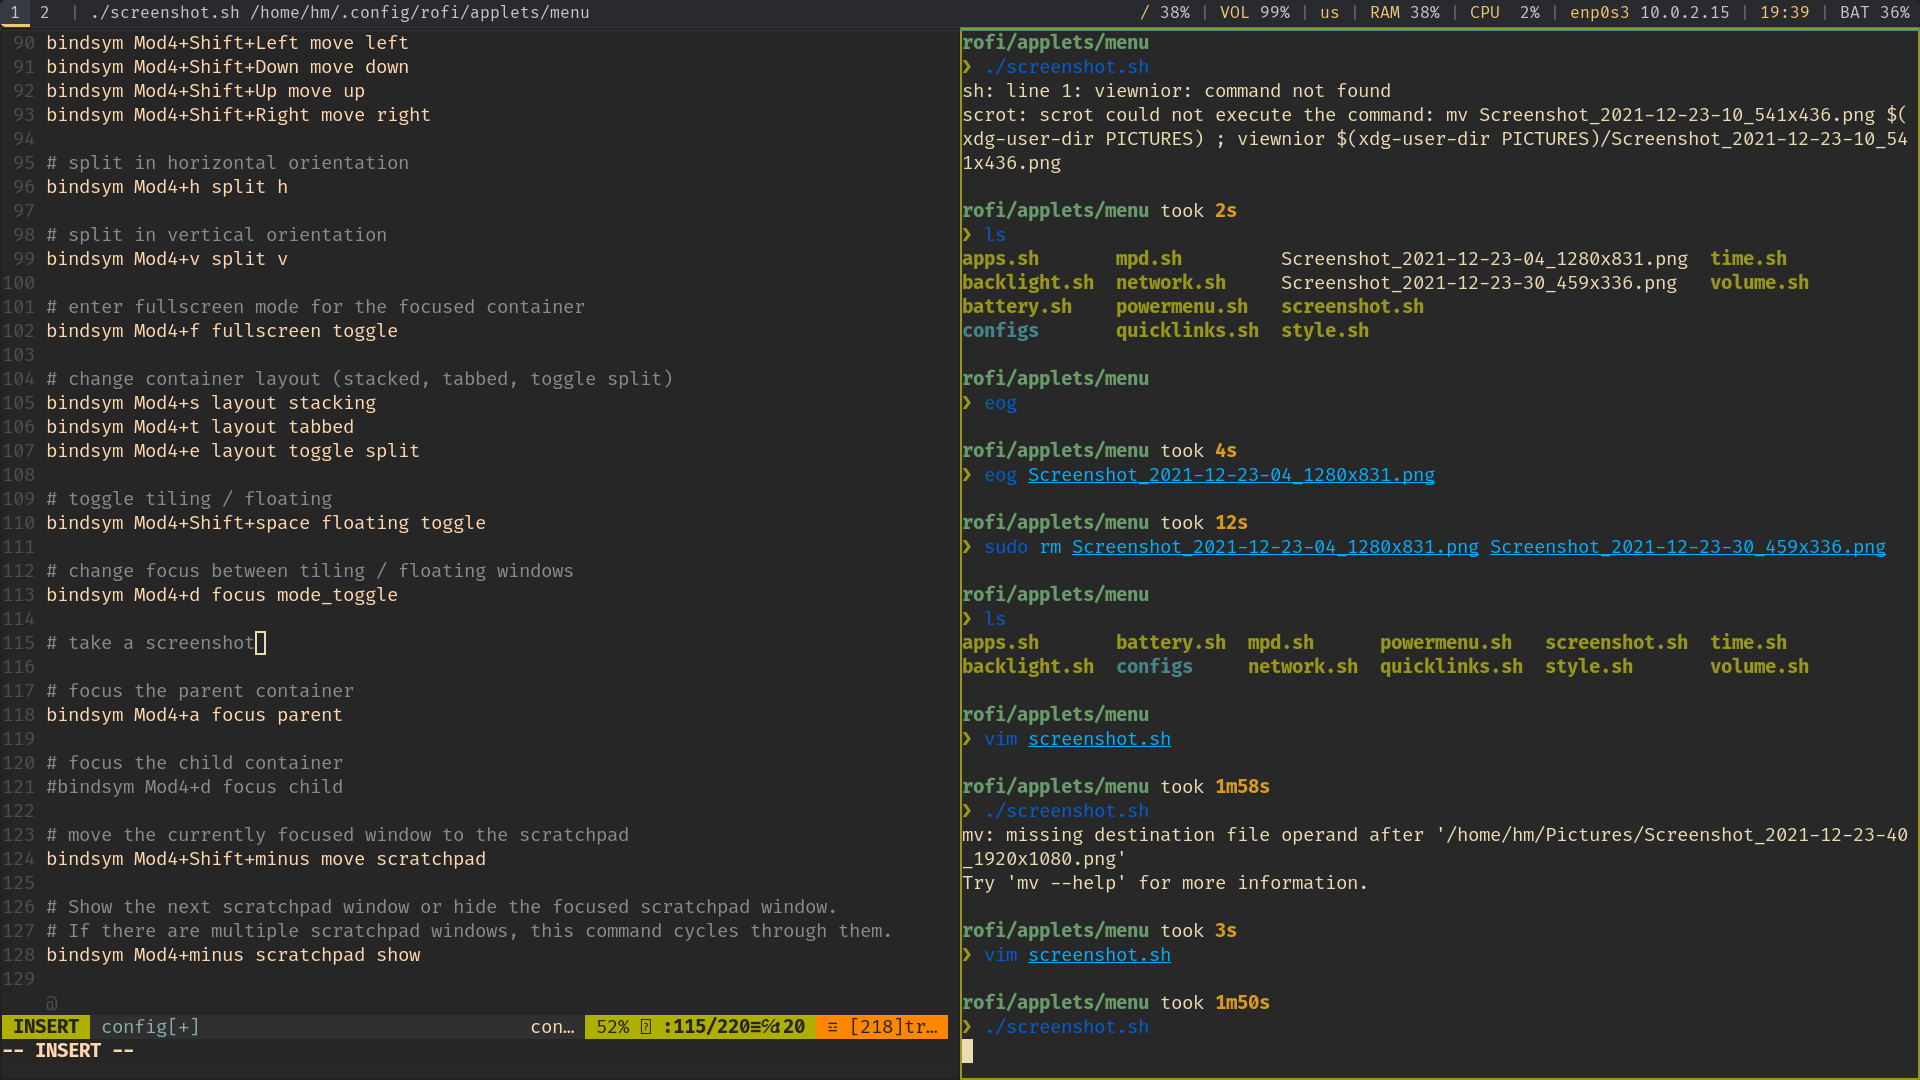 1 2 | ./screenshot.sh /home/hm/.config/rofi/applets/menu
/ 38% | VOL 99% | us | RAM 38% | CPU 2% | enp0s3 10.0.2.15 | 19:39 | BAT 36%
90 bindsym Mod4+Shift+Left move left
91 bindsym Mod4+Shift+Down move down
92 bindsym Mod4+Shift+Up move up
93 bindsym Mod4+Shift+Right move right
94
95 # split in horizontal orientation
96 bindsym Mod4+h split h
97
98 # split in vertical orientation
99 bindsym Mod4+v split v
100
101 # enter fullscreen mode for the focused container
102 bindsym Mod4+f fullscreen toggle
103
104 # change container layout (stacked, tabbed, toggle split)
105 bindsym Mod4+s layout stacking
106 bindsym Mod4+t layout tabbed
107 bindsym Mod4+e layout toggle split
108
109 # toggle tiling / floating
110 bindsym Mod4+Shift+space floating toggle
111
112 # change focus between tiling / floating windows
113 bindsym Mod4+d focus mode_toggle
114
115 # take a screenshot
116
117 # focus the parent container
118 bindsym Mod4+a focus parent
119
120 # focus the child container
121 #bindsym Mod4+d focus child
122
123 # move the currently focused window to the scratchpad
124 bindsym Mod4+Shift+minus move scratchpad
125
126 # Show the next scratchpad window or hide the focused scratchpad window.
127 # If there are multiple scratchpad windows, this command cycles through them.
128 bindsym Mod4+minus scratchpad show
129
@
INSERT config[+] con… 52% :115/220≡℅:20 ☲ [218]tr…
-- INSERT --
rofi/applets/menu
❯ ./screenshot.sh
sh: line 1: viewnior: command not found
scrot: scrot could not execute the command: mv Screenshot_2021-12-23-10_541x436.png $(
xdg-user-dir PICTURES) ; viewnior $(xdg-user-dir PICTURES)/Screenshot_2021-12-23-10_54
1x436.png
rofi/applets/menu took 2s
❯ ls
apps.sh mpd.sh Screenshot_2021-12-23-04_1280x831.png time.sh
backlight.sh network.sh Screenshot_2021-12-23-30_459x336.png volume.sh
battery.sh powermenu.sh screenshot.sh
configs quicklinks.sh style.sh
rofi/applets/menu
❯ eog
rofi/applets/menu took 4s
❯ eog Screenshot_2021-12-23-04_1280x831.png
rofi/applets/menu took 12s
❯ sudo rm Screenshot_2021-12-23-04_1280x831.png Screenshot_2021-12-23-30_459x336.png
rofi/applets/menu
❯ ls
apps.sh battery.sh mpd.sh powermenu.sh screenshot.sh time.sh
backlight.sh configs network.sh quicklinks.sh style.sh volume.sh
rofi/applets/menu
❯ vim screenshot.sh
rofi/applets/menu took 1m58s
❯ ./screenshot.sh
mv: missing destination file operand after '/home/hm/Pictures/Screenshot_2021-12-23-40
_1920x1080.png'
Try 'mv --help' for more information.
rofi/applets/menu took 3s
❯ vim screenshot.sh
rofi/applets/menu took 1m50s
❯ ./screenshot.sh